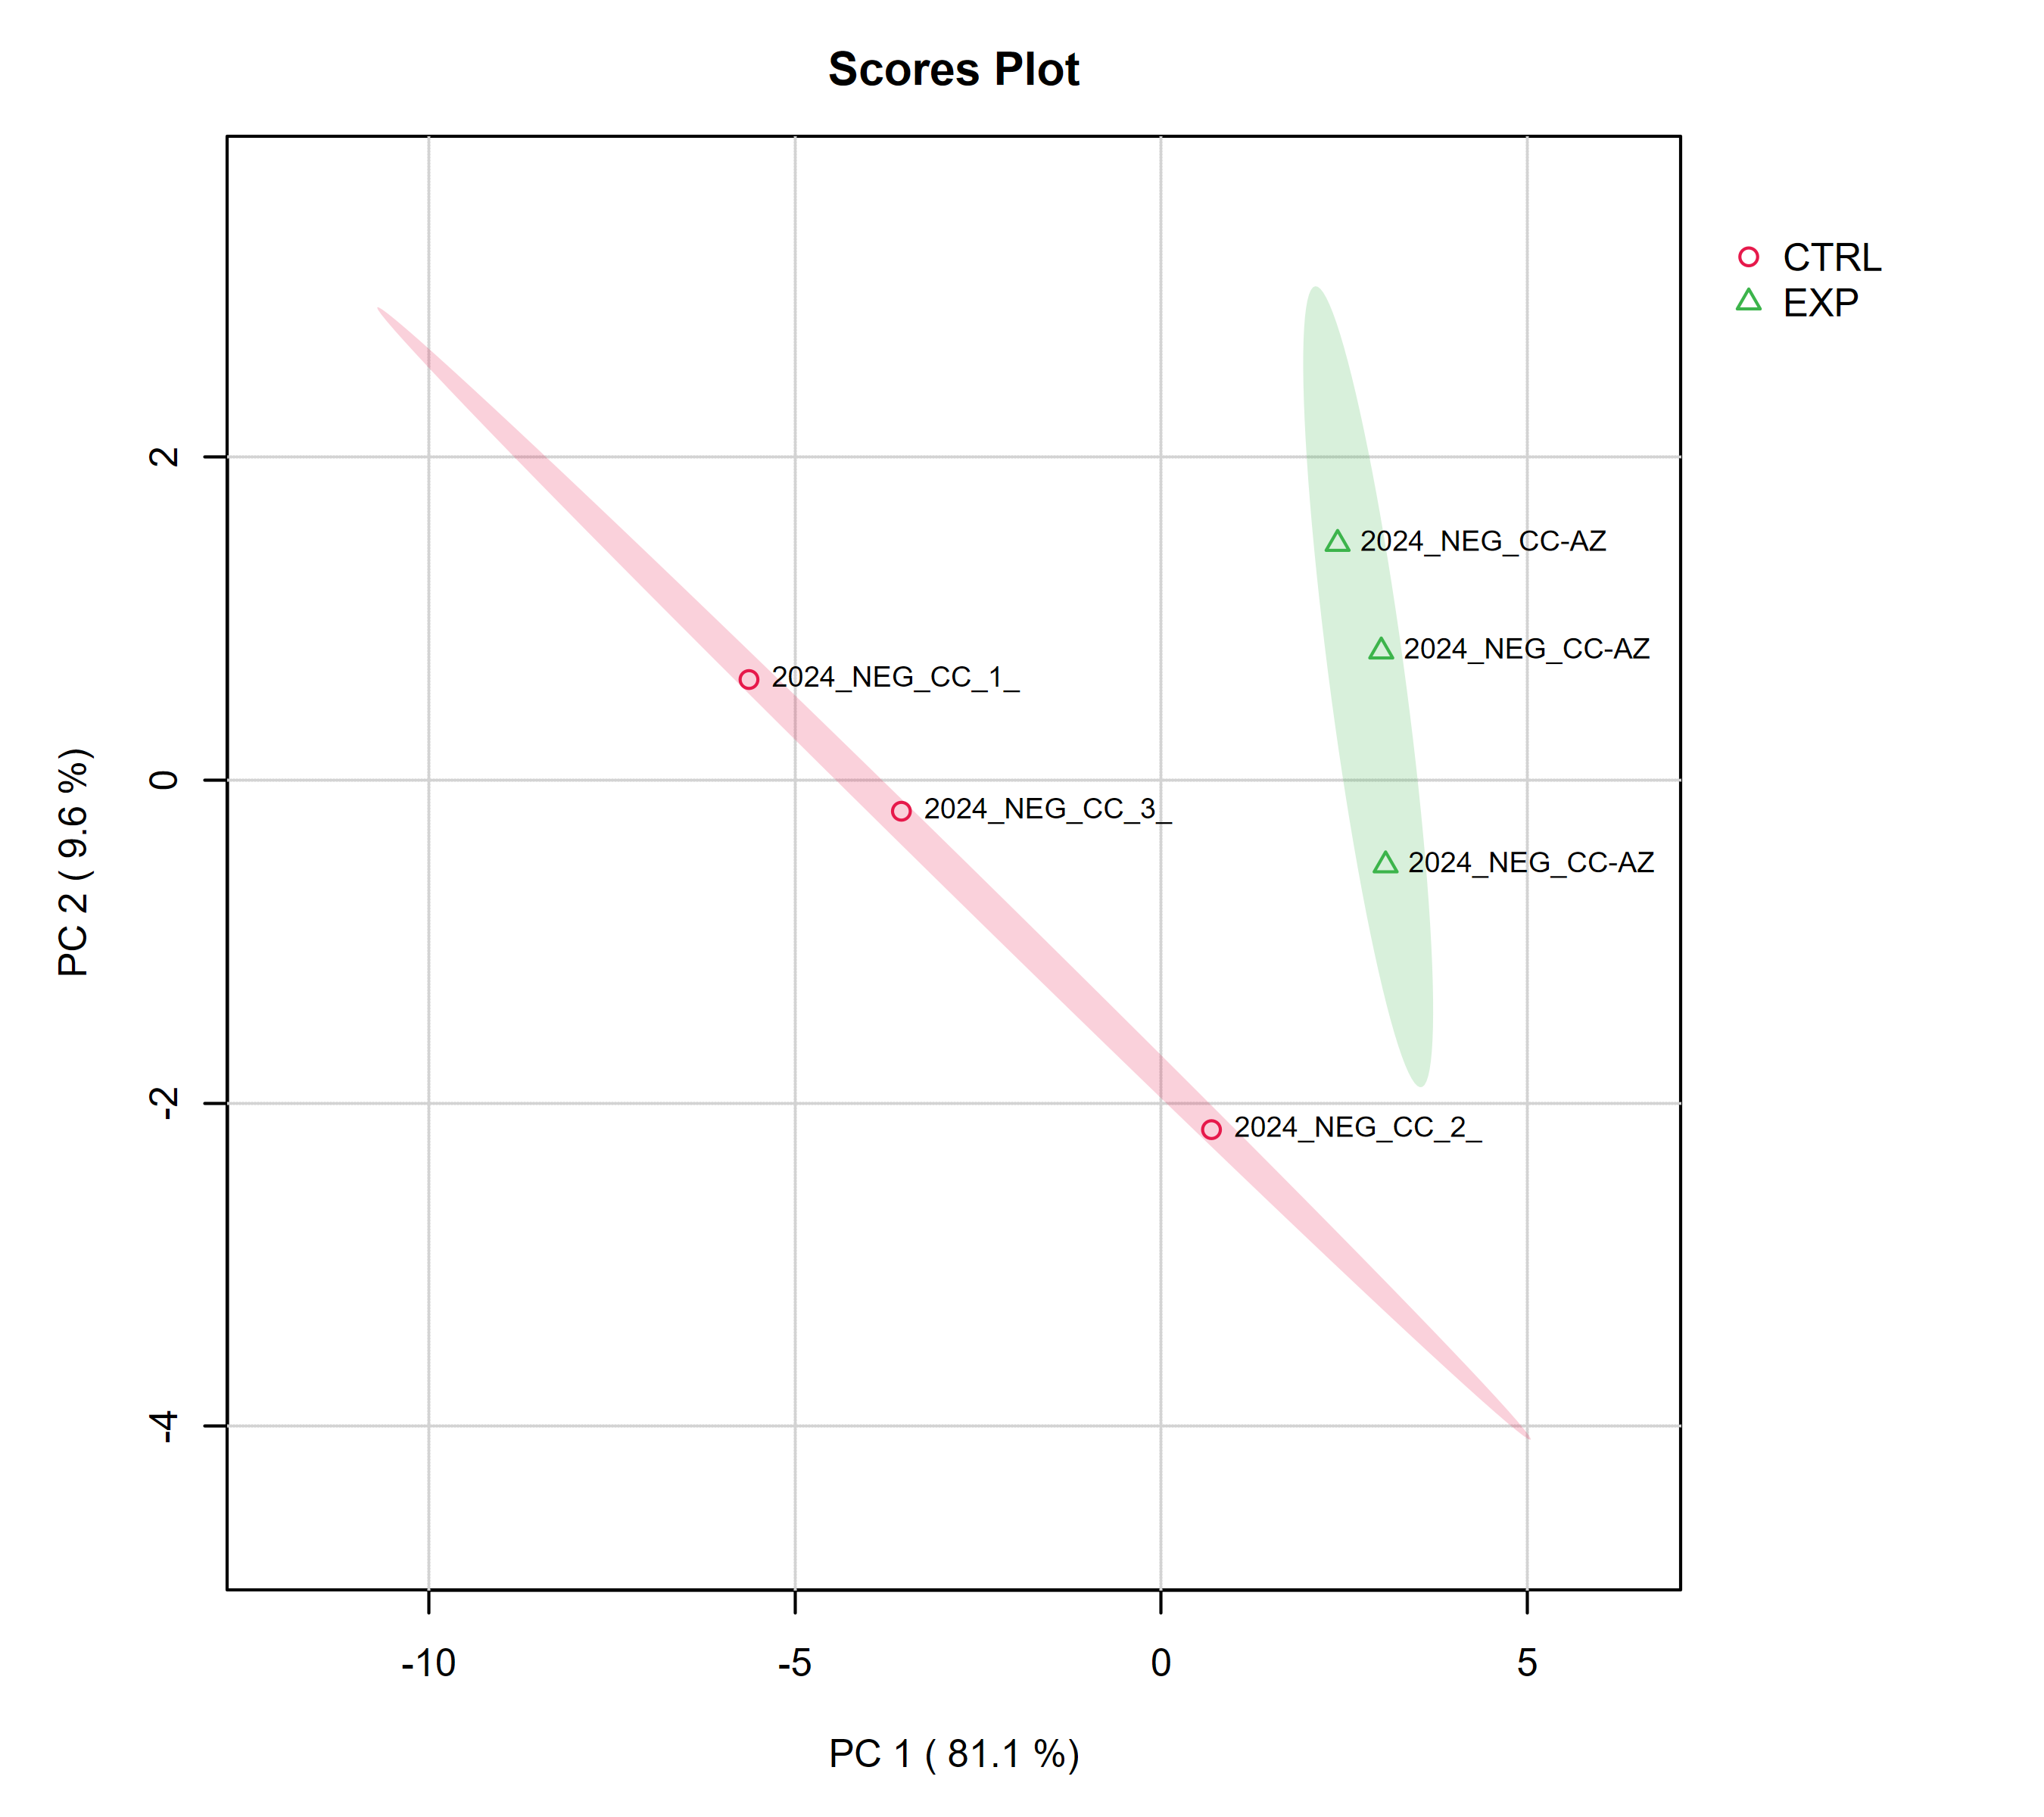 Scores Plot
CTRL
EXP
2
0
-2
-4
PC 2 ( 9.6 %)
2024_NEG_CC-AZ
2024_NEG_CC-AZ
2024_NEG_CC_1_
2024_NEG_CC_3_
2024_NEG_CC-AZ
2024_NEG_CC_2_
-10
-5
0
5
PC 1 ( 81.1 %)